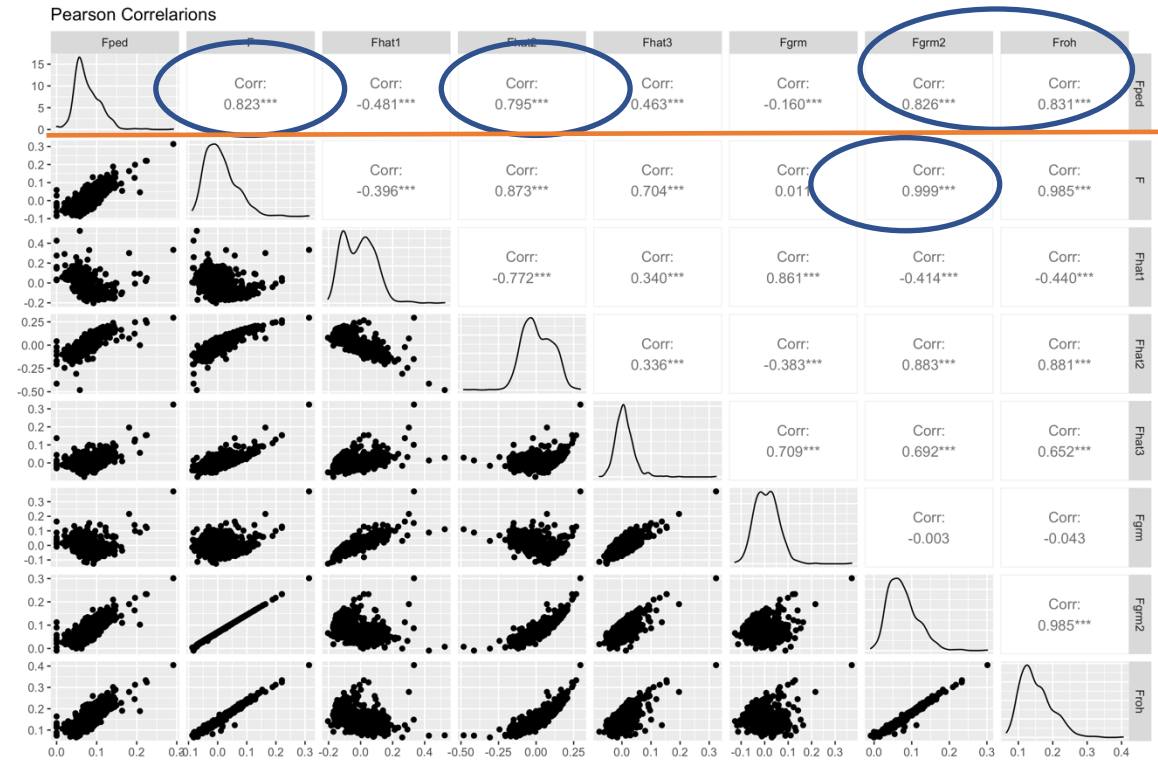 Pearson Correlarions
Fped F Fhat1 Fhat2 Fhat3 Fgrm Fgrm2 Froh
15
10
5
0
Corr: Corr: Corr: Corr: Corr: Corr: Corr:
0.823*** -0.481*** 0.795*** 0.463*** -0.160*** 0.826*** 0.831***
Fped
0.3
0.2
0.1
0.0
-0.1
Corr: Corr: Corr: Corr: Corr: Corr:
-0.396*** 0.873*** 0.704*** 0.011 0.999*** 0.985***
F
0.4
0.2
0.0
-0.2
Corr: Corr: Corr: Corr: Corr:
-0.772*** 0.340*** 0.861*** -0.414*** -0.440***
Fhat1
0.25
0.00
-0.25
-0.50
Corr: Corr: Corr: Corr:
0.336*** -0.383*** 0.883*** 0.881***
Fhat2
0.3
0.2
0.1
0.0
Corr: Corr: Corr:
0.709*** 0.692*** 0.652***
Fhat3
0.3
0.2
0.1
0.0
-0.1
Corr: Corr:
-0.003 -0.043
Fgrm
0.3
0.2
0.1
0.0
Corr:
0.985***
Fgrm2
0.4
0.3
0.2
0.1
Froh
0.0 0.1 0.2 0.3 -0.1 0.0 0.1 0.2 0.3 -0.2 0.0 0.2 0.4 -0.50 -0.25 0.00 0.25 0.0 0.1 0.2 0.3 -0.1 0.0 0.1 0.2 0.3 0.0 0.1 0.2 0.3 0.1 0.2 0.3 0.4